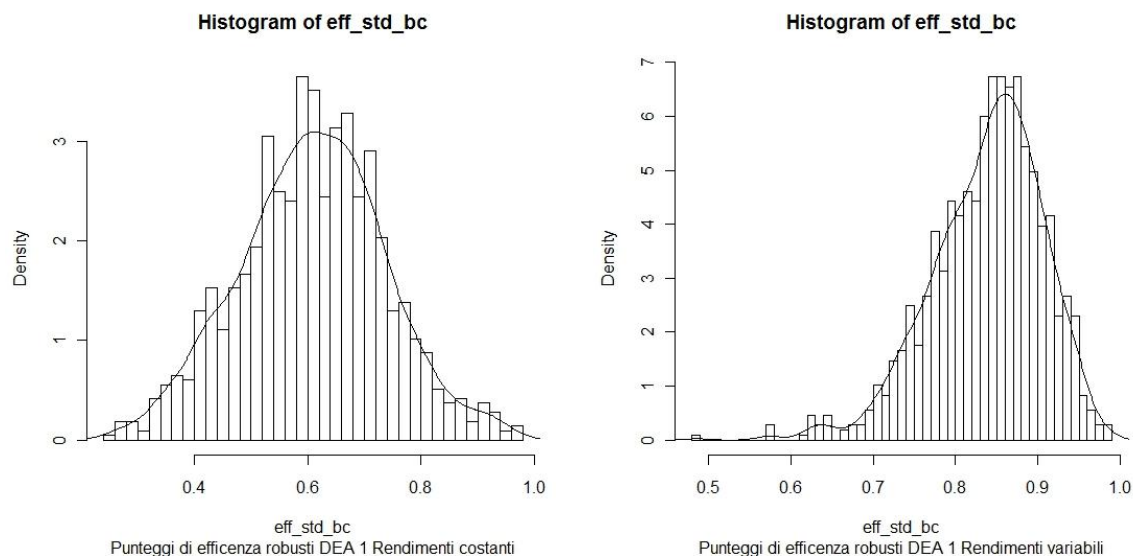 Histogram of eff_std_bc
Density
0
1
2
3
0.4 0.6 0.8 1.0
eff_std_bc
Punteggi di efficenza robusti DEA 1 Rendimenti costanti
Histogram of eff_std_bc
Density
0
1
2
3
4
5
6
7
0.5 0.6 0.7 0.8 0.9 1.0
eff_std_bc
Punteggi di efficenza robusti DEA 1 Rendimenti variabili